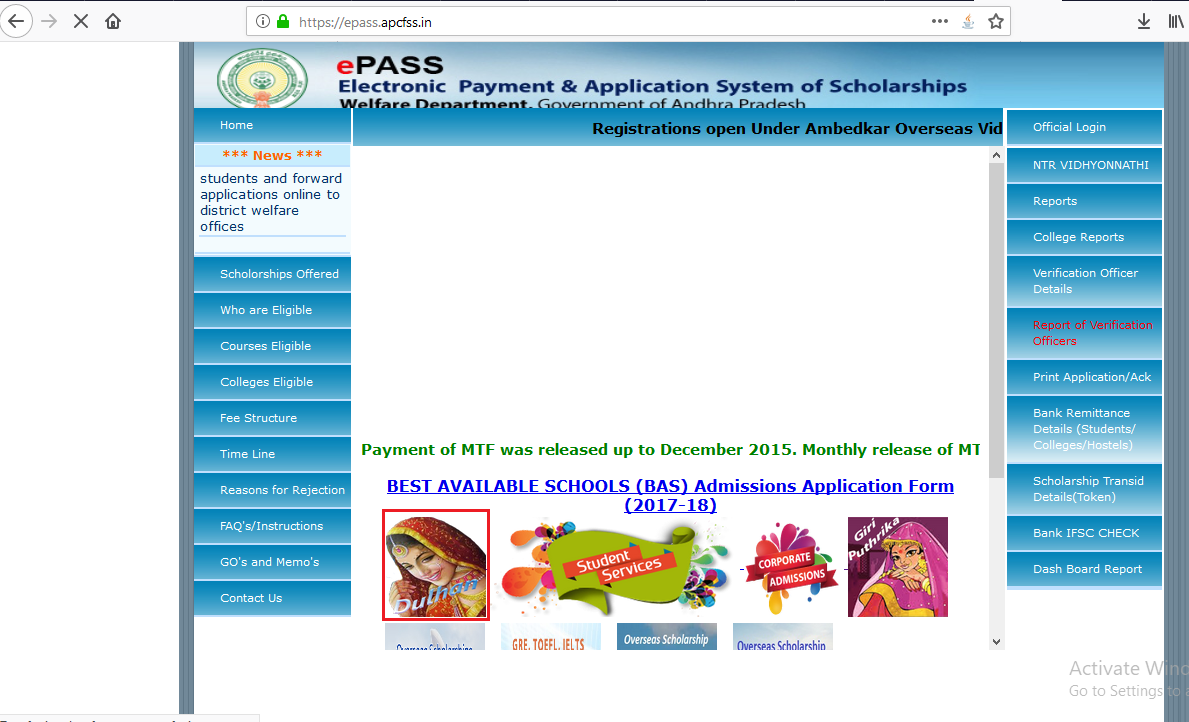 https://epass.apcfss.in
ePASS
Electronic Payment & Application System of Scholarships
Welfare Department, Government of Andhra Pradesh
Home
*** News ***
students and forward
applications online to
district welfare
offices
Scholorships Offered
Who are Eligible
Courses Eligible
Colleges Eligible
Fee Structure
Time Line
Reasons for Rejection
FAQ's/Instructions
GO's and Memo's
Contact Us
Registrations open Under Ambedkar Overseas Vid
Payment of MTF was released up to December 2015. Monthly release of MT
BEST AVAILABLE SCHOOLS (BAS) Admissions Application Form
(2017-18)
Dulhan
Student
Services
CORPORATE
ADMISSIONS
Giri
Puthrika
Overseas Scholarships
GRE, TOEFL, IELTS
Overseas Scholarship
Overseas Scholarship
Official Login
NTR VIDHYONNATHI
Reports
College Reports
Verification Officer
Details
Report of Verification
Officers
Print Application/Ack
Bank Remittance
Details (Students/
Colleges/Hostels)
Scholarship Transid
Details(Token)
Bank IFSC CHECK
Dash Board Report
Activate Wind
Go to Settings to a